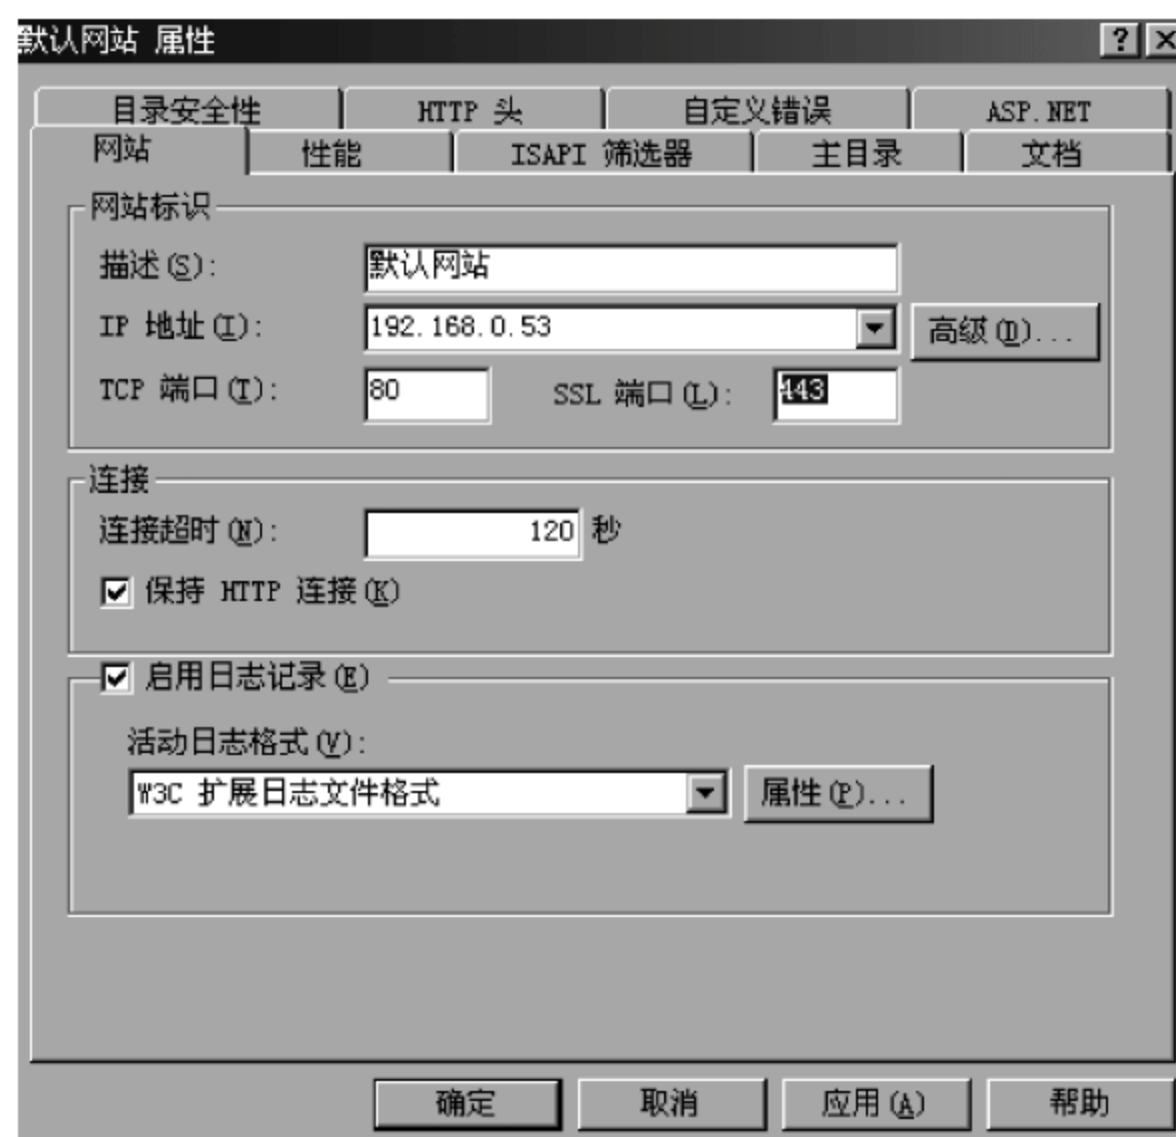 默认网站 属性
目录安全性 HTTP 头 自定义错误 ASP.NET
网站 性能 ISAPI 筛选器 主目录 文档
网站标识
描述(S): 默认网站
IP 地址(I): 192.168.0.53 高级(D)...
TCP 端口(T): 80 SSL 端口(L): 443
连接
连接超时(N): 120 秒
保持 HTTP 连接(K)
启用日志记录(E)
活动日志格式(V):
W3C 扩展日志文件格式 属性(P)...
确定 取消 应用(A) 帮助